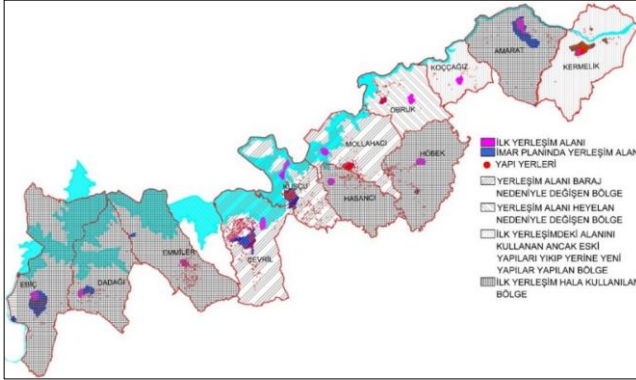 AMARAT
KERMELİK
KOÇÇAĞIZ
OBRUK
MOLLAHACI
HÖBEK
KUŞÇU
HASANCI
EMMİLER
ÇEVRİL
EBİÇ
DADAĞI
İLK YERLEŞİM ALANI
İMAR PLANINDA YERLEŞİM ALAN
YAPI YERLERİ
YERLEŞİM ALANI BARAJ
NEDENİYLE DEĞİŞEN BÖLGE
YERLEŞİM ALANI HEYELAN
NEDENİYLE DEĞİŞEN BÖLGE
İLK YERLEŞİMDEKİ ALANINI
KULLANAN ANCAK ESKİ
YAPILARI YIKIP YERİNE YENİ
YAPILAR YAPILAN BÖLGE
İLK YERLEŞİM HALA KULLANILAN
BÖLGE